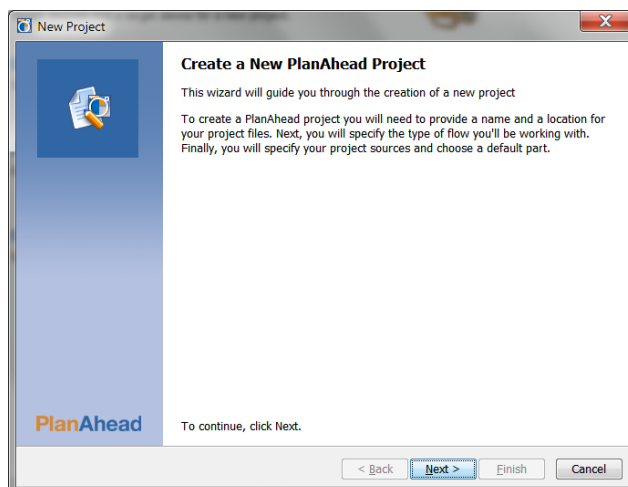 New Project
Create a New PlanAhead Project
This wizard will guide you through the creation of a new project
To create a PlanAhead project you will need to provide a name and a location for
your project files. Next, you will specify the type of flow you'll be working with.
Finally, you will specify your project sources and choose a default part.
PlanAhead
To continue, click Next.
< Back
Next >
Finish
Cancel